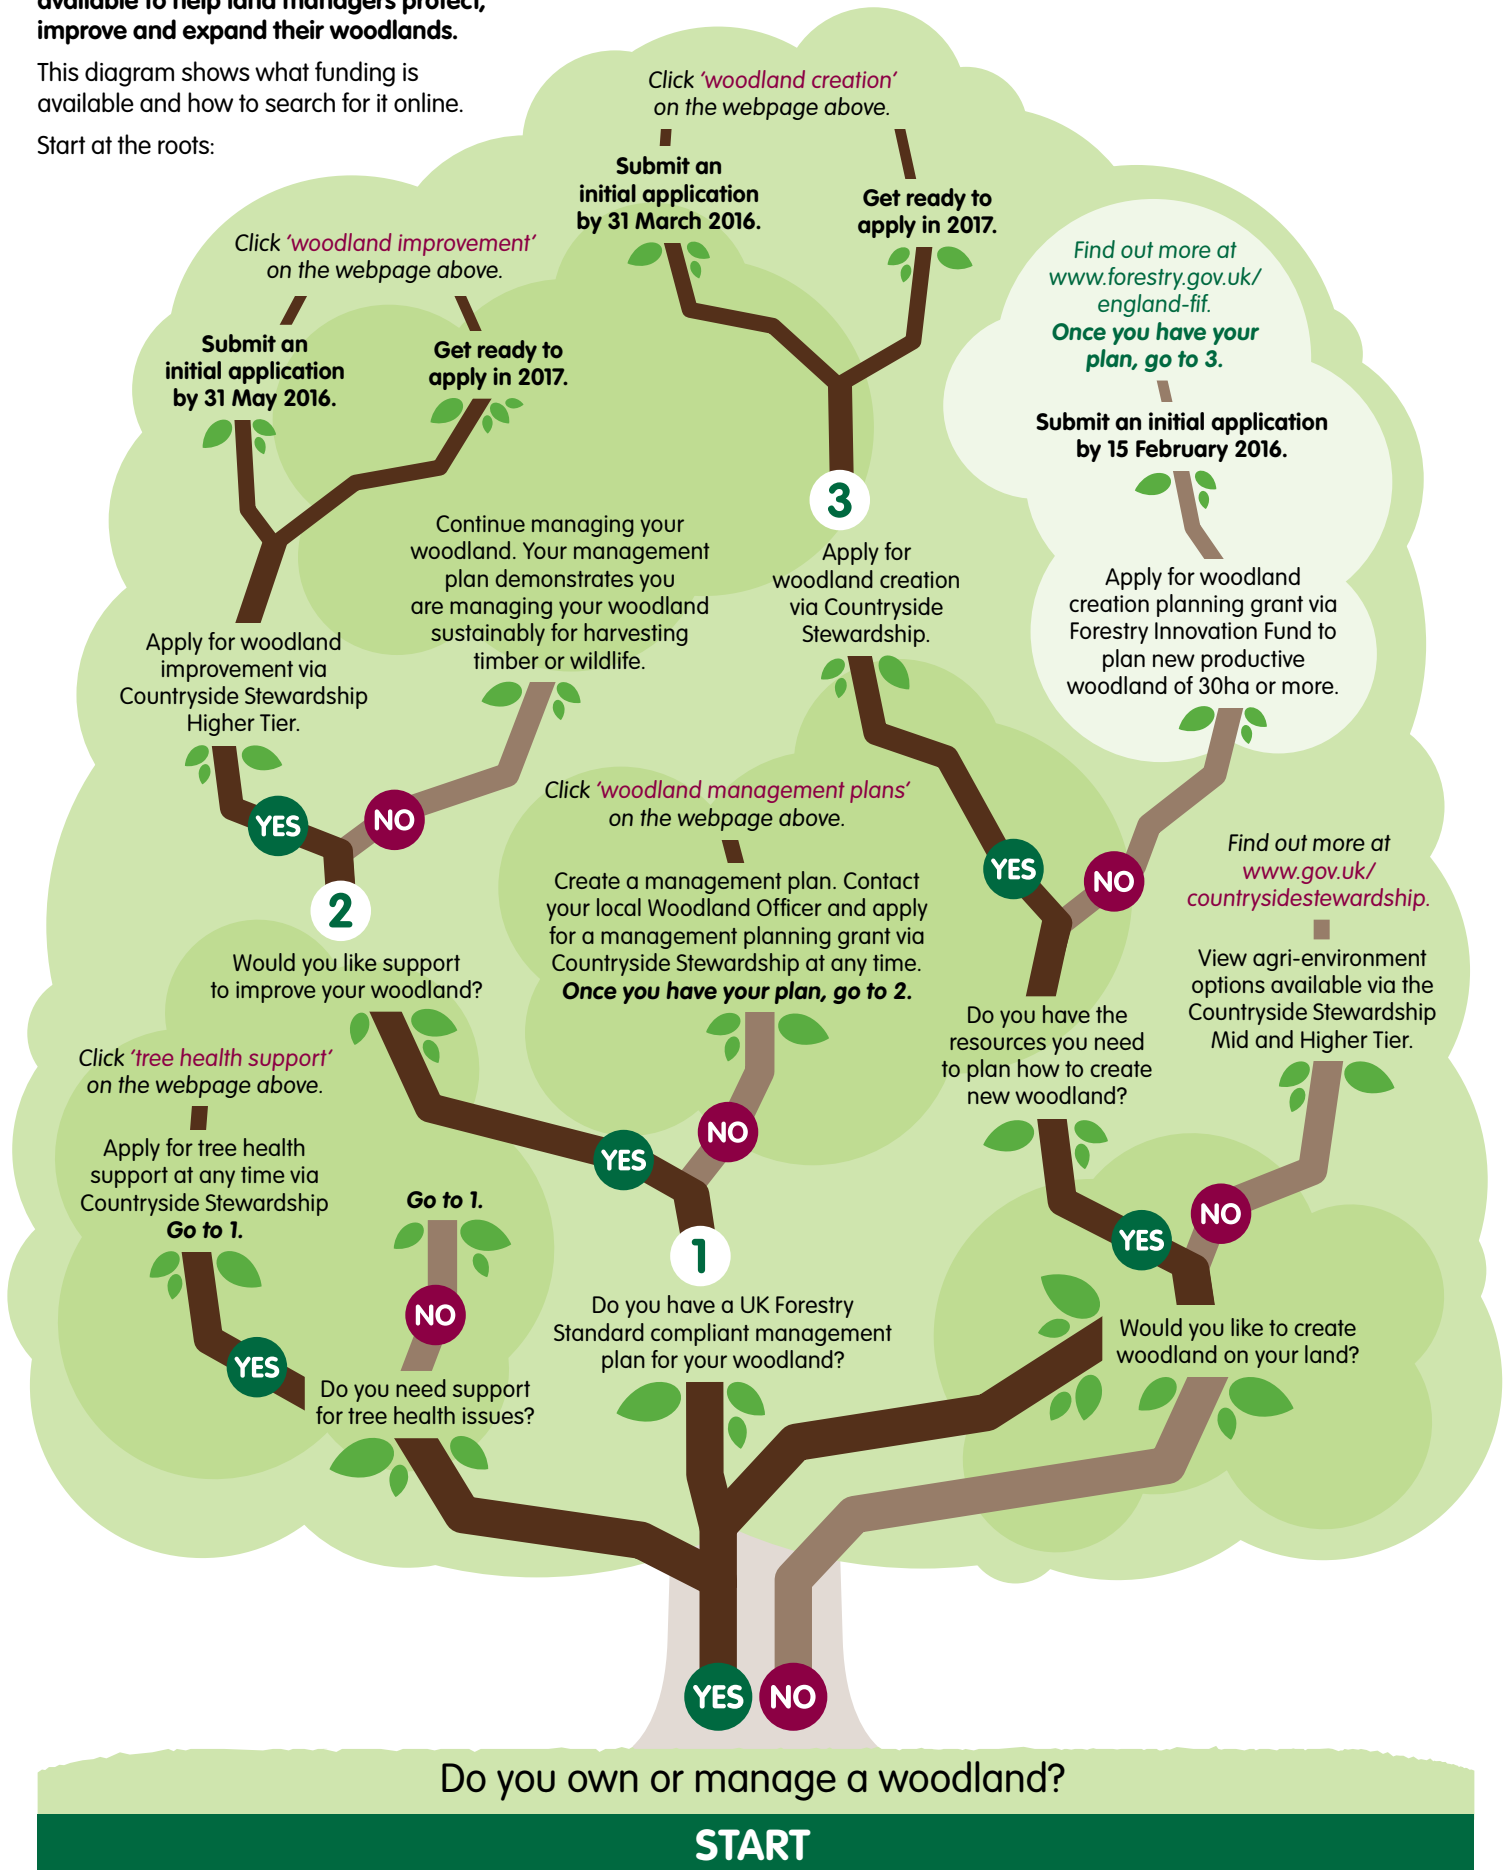 available to help land managers protect,
improve and expand their woodlands.
This diagram shows what funding is
available and how to search for it online.
Start at the roots:
Click 'woodland creation'
on the webpage above.
Submit an
initial application
by 31 March 2016.
Get ready to
apply in 2017.
Click 'woodland improvement'
on the webpage above.
Submit an
initial application
by 31 May 2016.
Get ready to
apply in 2017.
Find out more at
www.forestry.gov.uk/
england-fif.
Once you have your
plan, go to 3.
Submit an initial application
by 15 February 2016.
3
Continue managing your
woodland. Your management
plan demonstrates you
are managing your woodland
sustainably for harvesting
timber or wildlife.
Apply for
woodland creation
via Countryside
Stewardship.
Apply for woodland
creation planning grant via
Forestry Innovation Fund to
plan new productive
woodland of 30ha or more.
Apply for woodland
improvement via
Countryside Stewardship
Higher Tier.
YES
NO
2
Click 'woodland management plans'
on the webpage above.
Create a management plan. Contact
your local Woodland Officer and apply
for a management planning grant via
Countryside Stewardship at any time.
Once you have your plan, go to 2.
YES
NO
Find out more at
www.gov.uk/
countrysidestewardship.
View agri-environment
options available via the
Countryside Stewardship
Mid and Higher Tier.
Would you like support
to improve your woodland?
Do you have the
resources you need
to plan how to create
new woodland?
Click 'tree health support'
on the webpage above.
Apply for tree health
support at any time via
Countryside Stewardship
Go to 1.
Go to 1.
YES
NO
1
YES
NO
Do you have a UK Forestry
Standard compliant management
plan for your woodland?
Would you like to create
woodland on your land?
YES
NO
Do you need support
for tree health issues?
YES
NO
Do you own or manage a woodland?
START